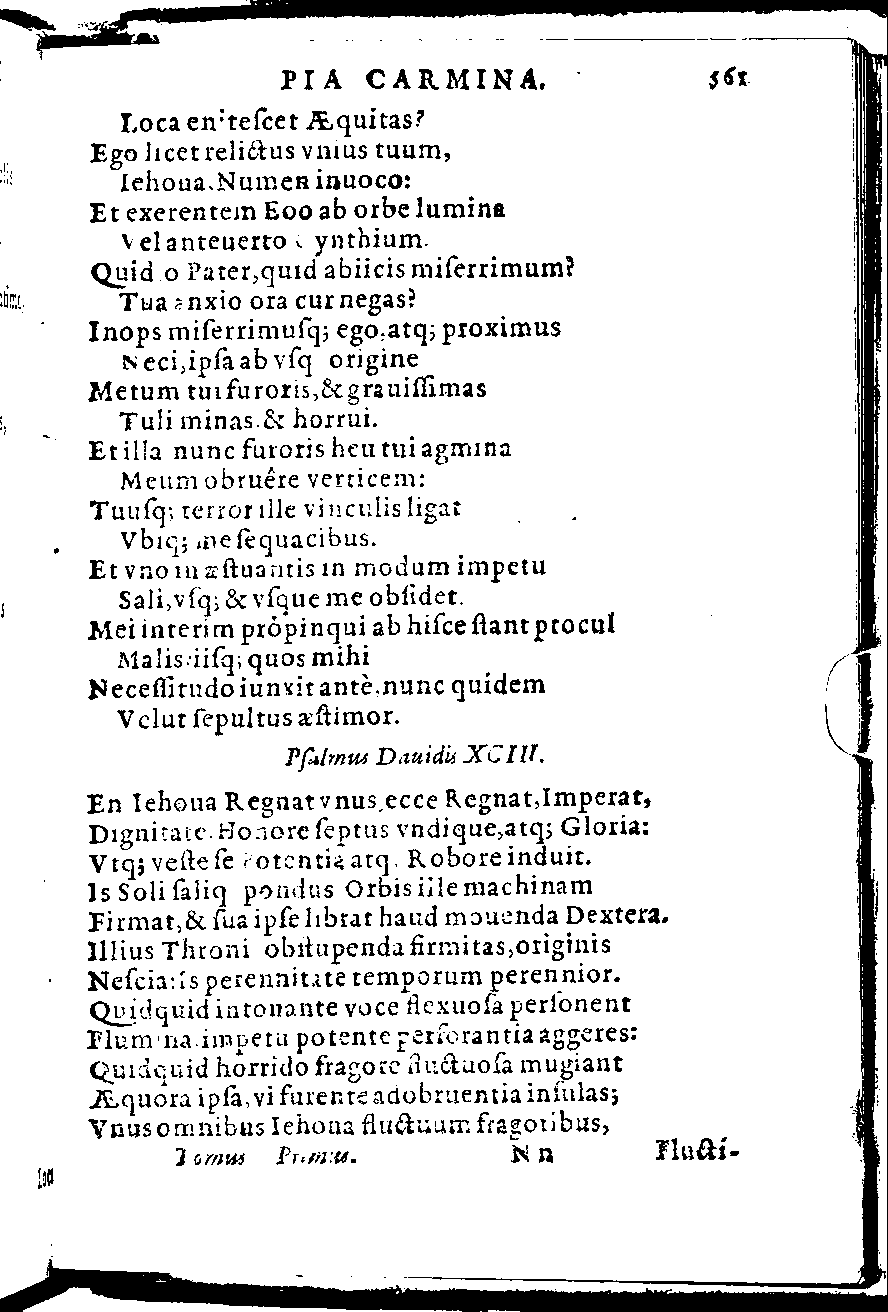 PIA CARMINA. 561
Loca enitescet Æquitas?
Ego licet relictus vnius tuum,
Iehoua, Numen inuoco:
Et exerentem Eoo ab orbe lumina
Vel anteuerto Cynthium.
Quid o Pater, quid abiicis miserrimum?
Tua anxio ora cur negas?
Inops miserrimusq; ego, atq; proximus
Neci, ipsa ab vsq origine
Metum tui furoris, & grauissimas
Tuli minas & horrui.
Et illa nunc furoris heu tui agmina
Meum obruêre verticem:
Tuusq; terror ille vinculis ligat
Vbiq; me sequacibus.
Et vno in æstuantis in modum impetu
Sali, vsq; & vsque me obsidet.
Mei interim pròpinqui ab hisce stant procul
Malis: iisq; quos mihi
Necessitudo iunxit antè, nunc quidem
Velut sepultus æstimor.
Psalmus Dauidis XCIII.
En Iehoua Regnat vnus, ecce Regnat, Imperat,
Dignitate, Honore septus vndique, atq; Gloria:
Vtq; veste se Potentia atq. Robore induit.
Is Soli saliq pondus Orbis ille machinam
Firmat, & sua ipse librat haud mouenda Dextera.
Illius Throni obstupenda firmitas, originis
Nescia: is perennitate temporum perennior.
Quidquid intonante voce flexuosa personent
Flumina, impetu potente perforantia aggeres:
Quidquid horrido fragore fluctuosa mugiant
Æquora ipsa, vi furente adobruentia insulas;
Vnus omnibus Iehoua fluctuum fragoribus,
Tomus Primus. N n Flucti-